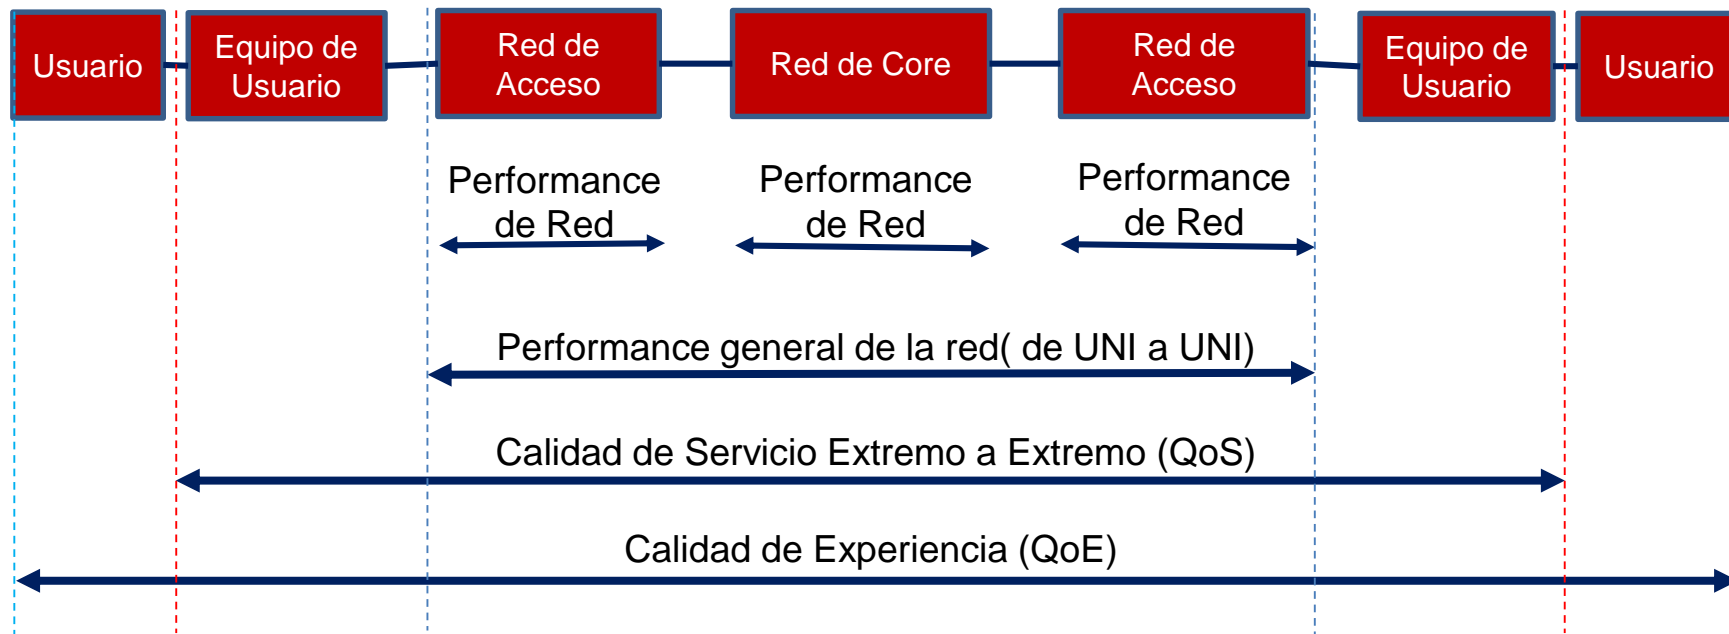 Usuario
Equipo de
Usuario
Red de
Acceso
Red de Core
Red de
Acceso
Equipo de
Usuario
Usuario
Performance
de Red
Performance
de Red
Performance
de Red
Performance general de la red( de UNI a UNI)
Calidad de Servicio Extremo a Extremo (QoS)
Calidad de Experiencia (QoE)